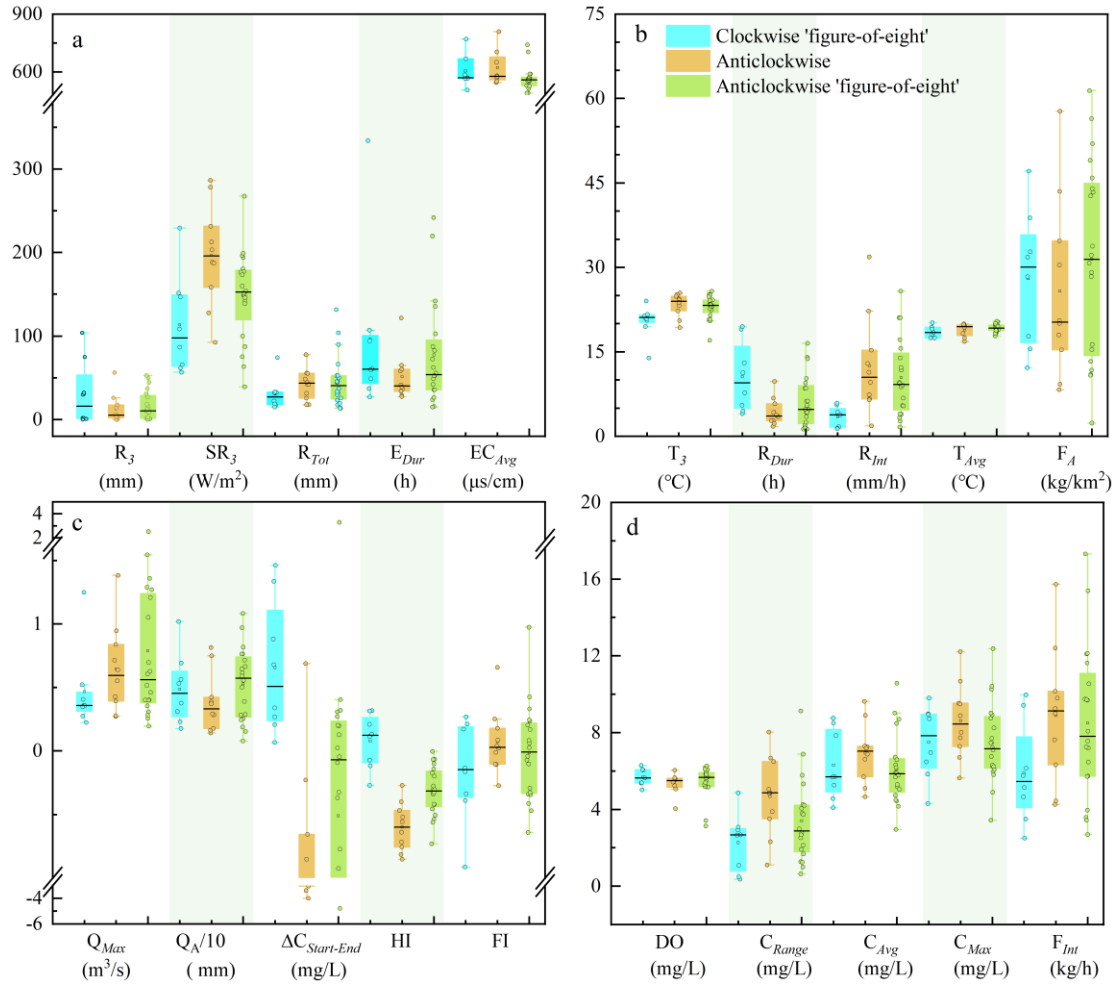 a
900
600
300
200
100
0
R3 SR3 RTot EDur ECAvg
(mm) (W/m²) (mm) (h) (μs/cm)
b
Clockwise 'figure-of-eight'
Anticlockwise
Anticlockwise 'figure-of-eight'
75
60
45
30
15
0
T3 RDur RInt TAvg FA
(°C) (h) (mm/h) (°C) (kg/km²)
c
4
2
1
0
-4
-6
QMax QA/10 ΔCStart-End HI FI
(m³/s) ( mm) (mg/L)
d
20
16
12
8
4
0
DO CRange CAvg CMax FInt
(mg/L) (mg/L) (mg/L) (mg/L) (kg/h)